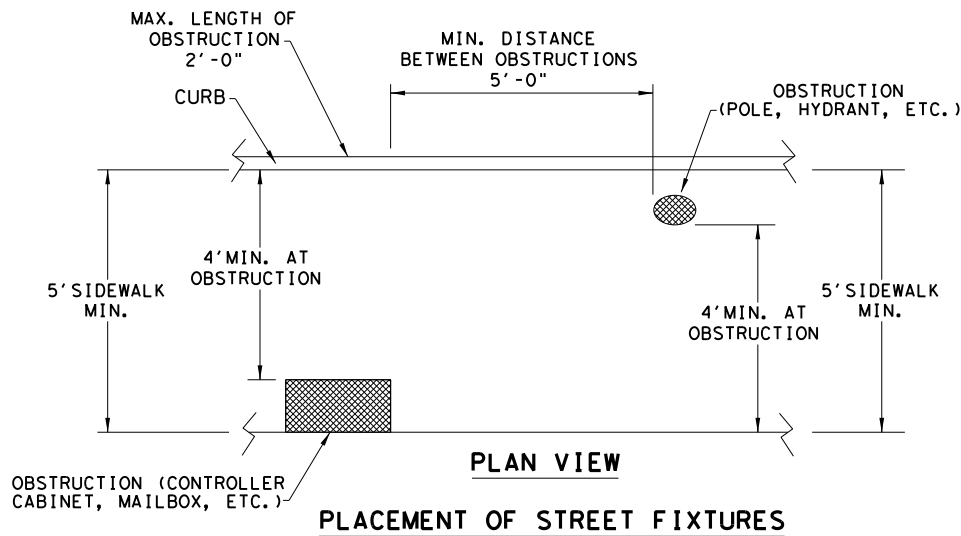 MAX. LENGTH OF
OBSTRUCTION
2'-0"
MIN. DISTANCE
BETWEEN OBSTRUCTIONS
5'-0"
CURB
OBSTRUCTION
(POLE, HYDRANT, ETC.)
4'MIN. AT
OBSTRUCTION
5'SIDEWALK
MIN.
5'SIDEWALK
MIN.
4'MIN. AT
OBSTRUCTION
OBSTRUCTION (CONTROLLER
CABINET, MAILBOX, ETC.)
PLAN VIEW
PLACEMENT OF STREET FIXTURES